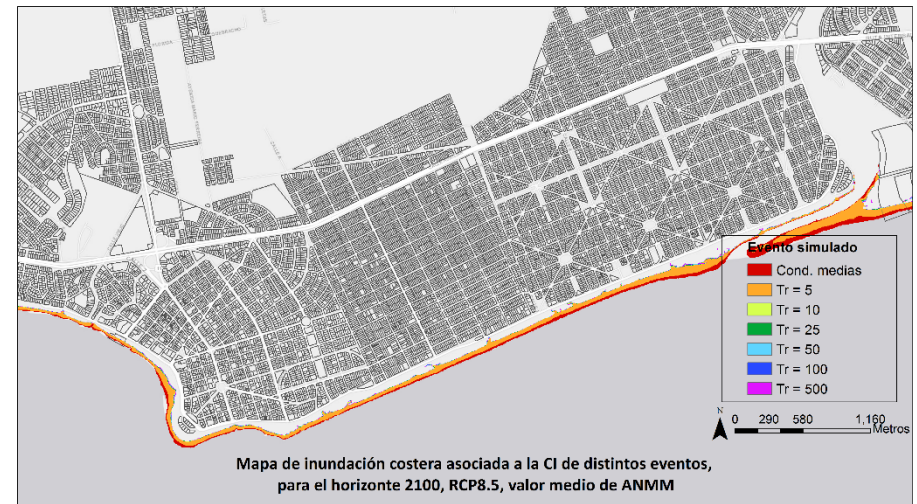 Evento simulado
Cond. medias
Tr = 5
Tr = 10
Tr = 25
Tr = 50
Tr = 100
Tr = 500
N
0 290 580 1,160
Metros
Mapa de inundación costera asociada a la CI de distintos eventos,
para el horizonte 2100, RCP8.5, valor medio de ANMM